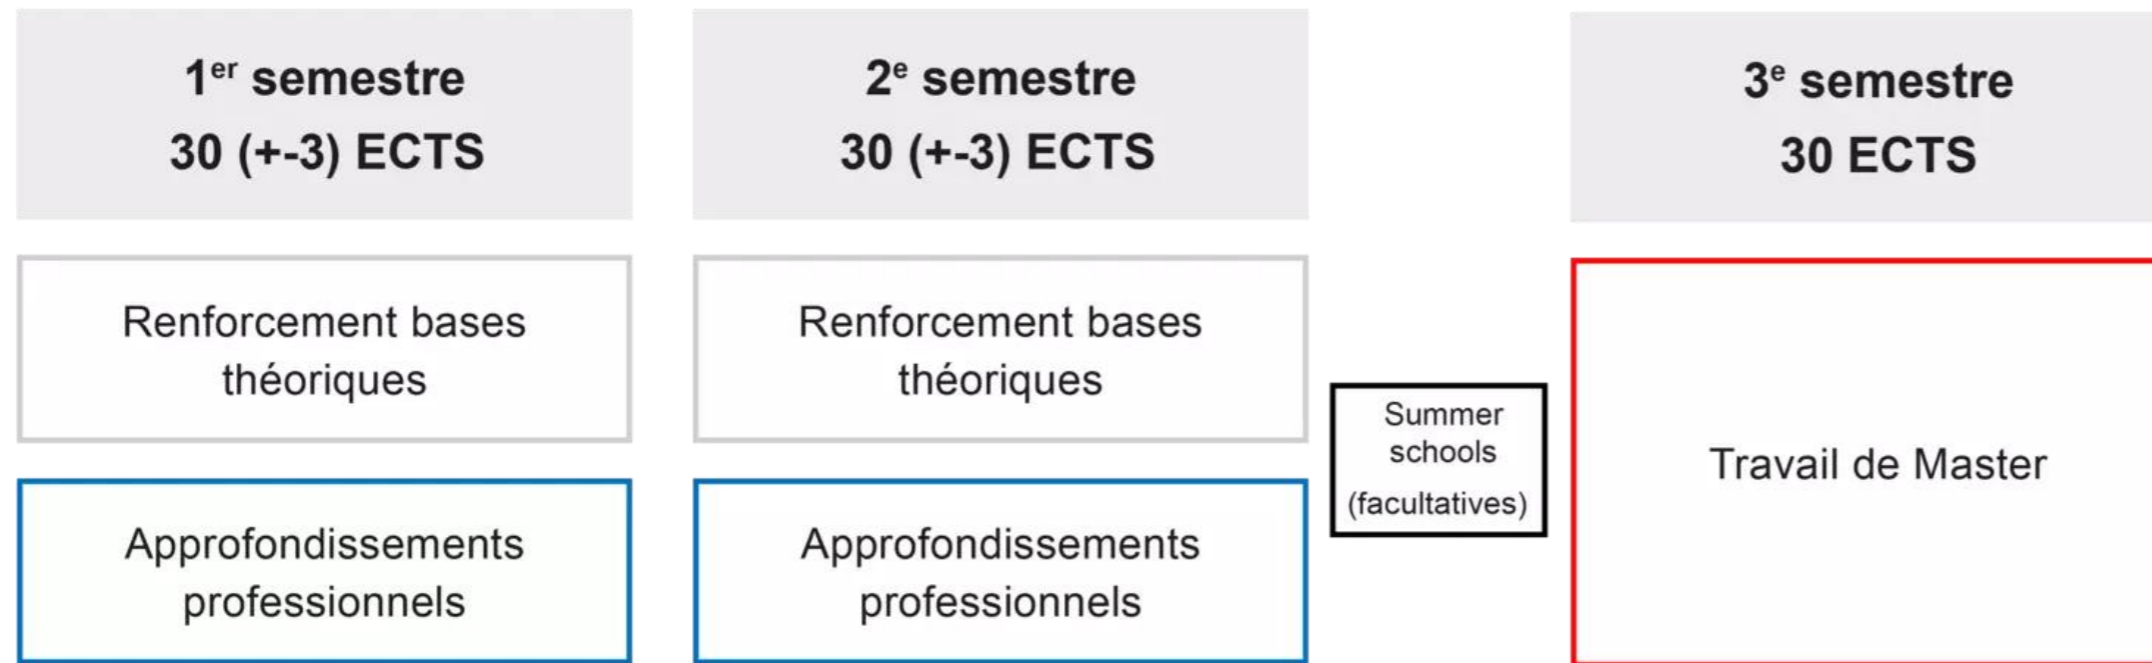 1er semestre
30 (+-3) ECTS
Renforcement bases
théoriques
Approfondissements
professionnels
2e semestre
30 (+-3) ECTS
Renforcement bases
théoriques
Approfondissements
professionnels
Summer
schools
(facultatives)
3e semestre
30 ECTS
Travail de Master